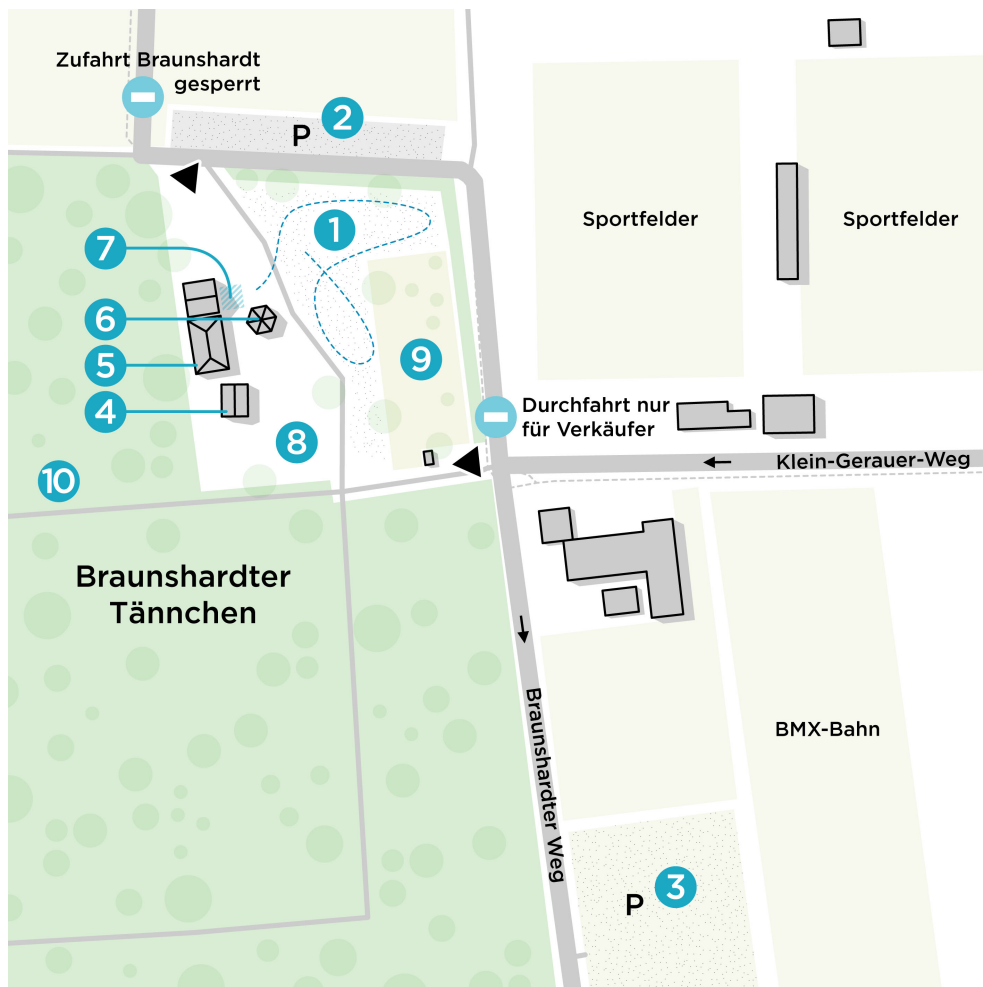 Zufahrt Braunshardt
gesperrt
P
2
1
Sportfelder
Sportfelder
7
6
5
9
4
Durchfahrt nur
für Verkäufer
8
Klein-Gerauer-Weg
10
Braunshardter
Tännchen
Braunshardter Weg
BMX-Bahn
P
3